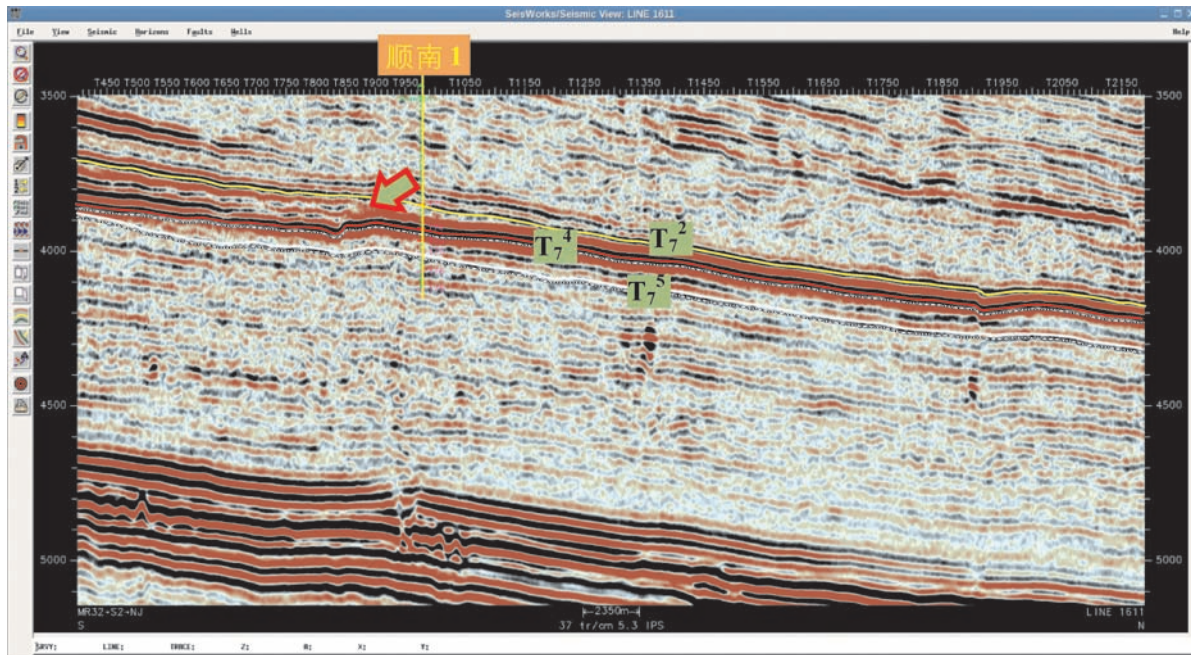 SeisWorks/Seismic View: LINE 1611
File View Seismic Horizons Faults Wells Help
顺南 1
T450 T500 T550 T600 T650 T700 T750 T800 T850 T900 T950 T1050 T1150 T1250 T1350 T1450 T1550 T1650 T1750 T1850 T1950 T2050 T2150
3500 3500
T₇² 
T₇⁴
4000 4000
T₇⁵
4500 4500
5000 5000
MR32+S2+NJ 2350m LINE 1611
S 37 tr/cm 5.3 IPS N
SRVY: LINE: TRACE: Z: X: Y: